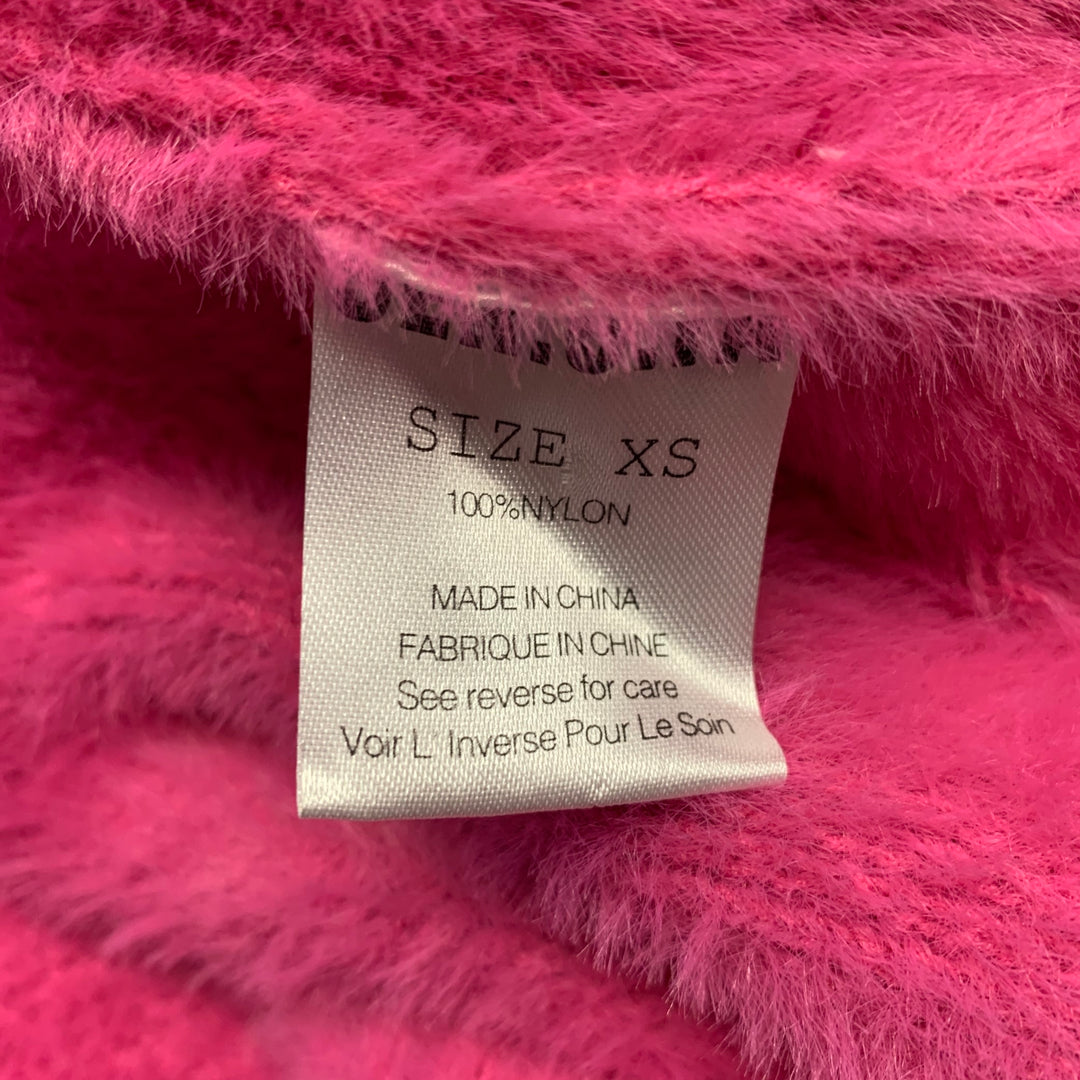 SIZE XS
100%NYLON
MADE IN CHINA
FABRIQUE IN CHINE
See reverse for care
Voir L' Inverse Pour Le Soin